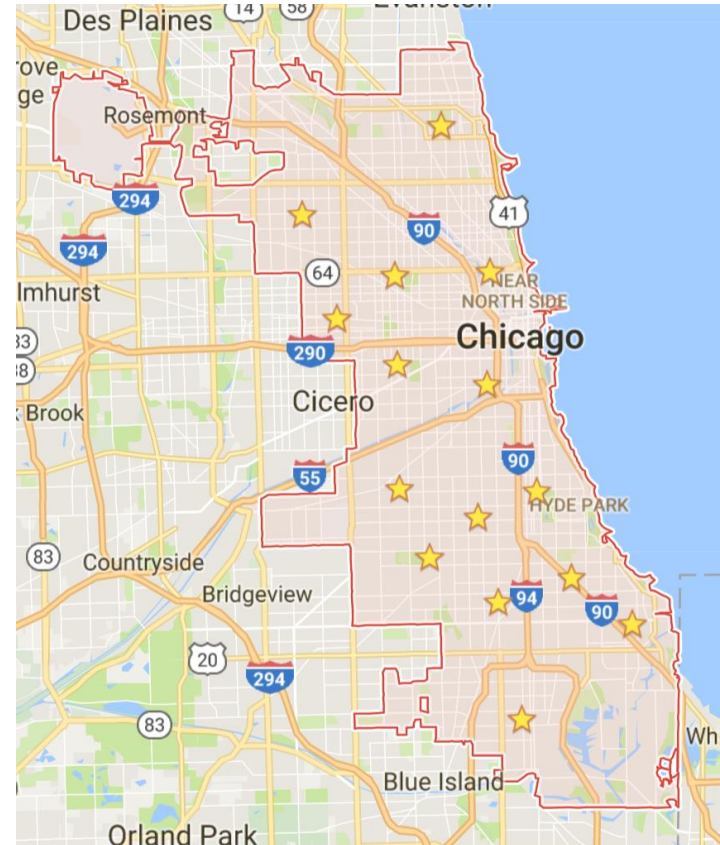 14
58
Evanston
Des Plaines
rove
ge
Rosemont
294
41
90
294
64
lmhurst
NEAR
NORTH SIDE
33
290
Chicago
38
Cicero
k Brook
90
55
HYDE PARK
83
Countryside
Bridgeview
94
90
20
294
83
Wh
Blue Island
Orland Park